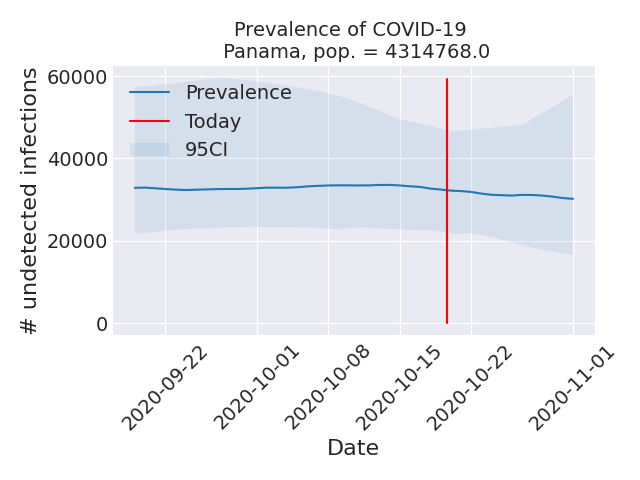 Prevalence of COVID-19
Panama, pop. = 4314768.0
# undetected infections
60000
40000
20000
0
Prevalence
Today
95CI
2020-09-22
2020-10-01
2020-10-08
2020-10-15
2020-10-22
2020-11-01
Date